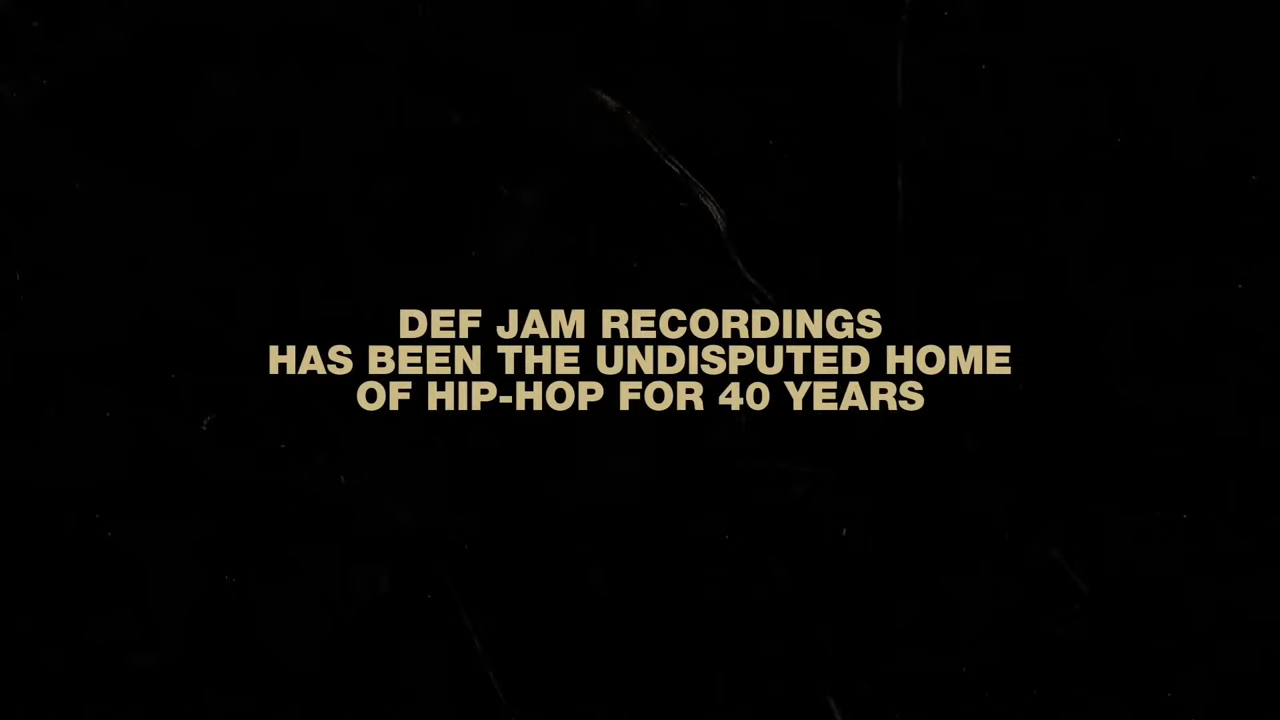 DEF JAM RECORDINGS
HAS BEEN THE UNDISPUTED HOME
OF HIP-HOP FOR 40 YEARS